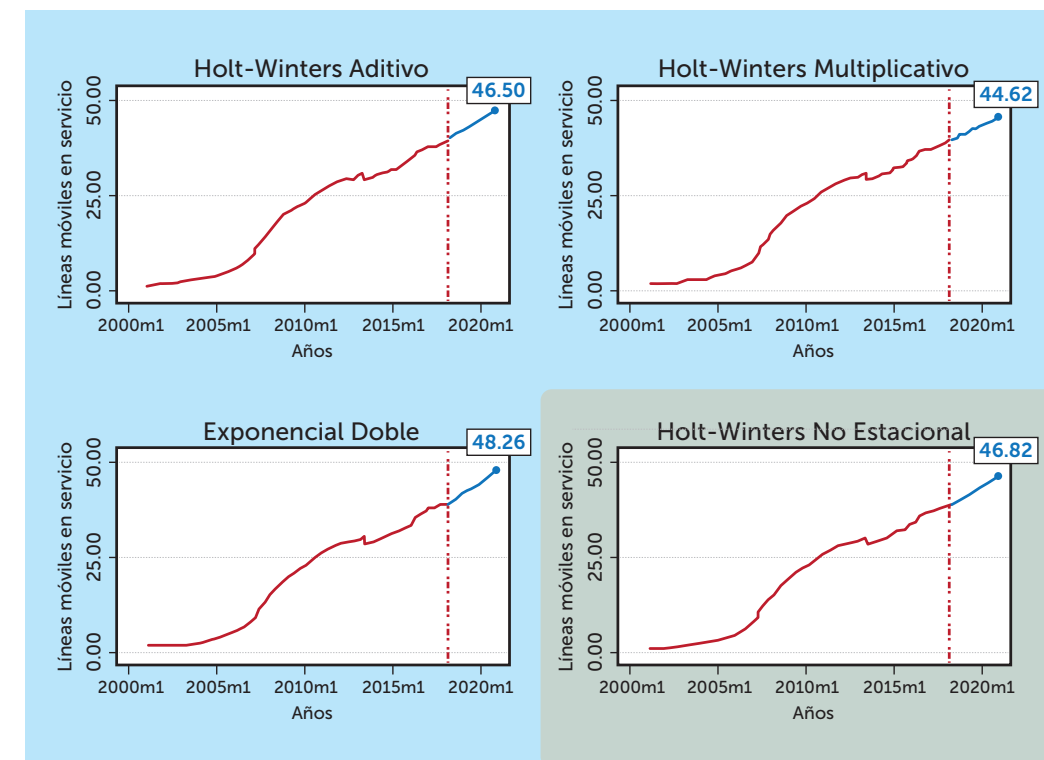 Holt-Winters Aditivo
46.50
Líneas móviles en servicio
50.00
25.00
0.00
2000m1 2005m1 2010m1 2015m1 2020m1
Años
Holt-Winters Multiplicativo
44.62
Líneas móviles en servicio
50.00
25.00
0.00
2000m1 2005m1 2010m1 2015m1 2020m1
Años
Exponencial Doble
48.26
Líneas móviles en servicio
50.00
25.00
0.00
2000m1 2005m1 2010m1 2015m1 2020m1
Años
Holt-Winters No Estacional
46.82
Líneas móviles en servicio
50.00
25.00
0.00
2000m1 2005m1 2010m1 2015m1 2020m1
Años